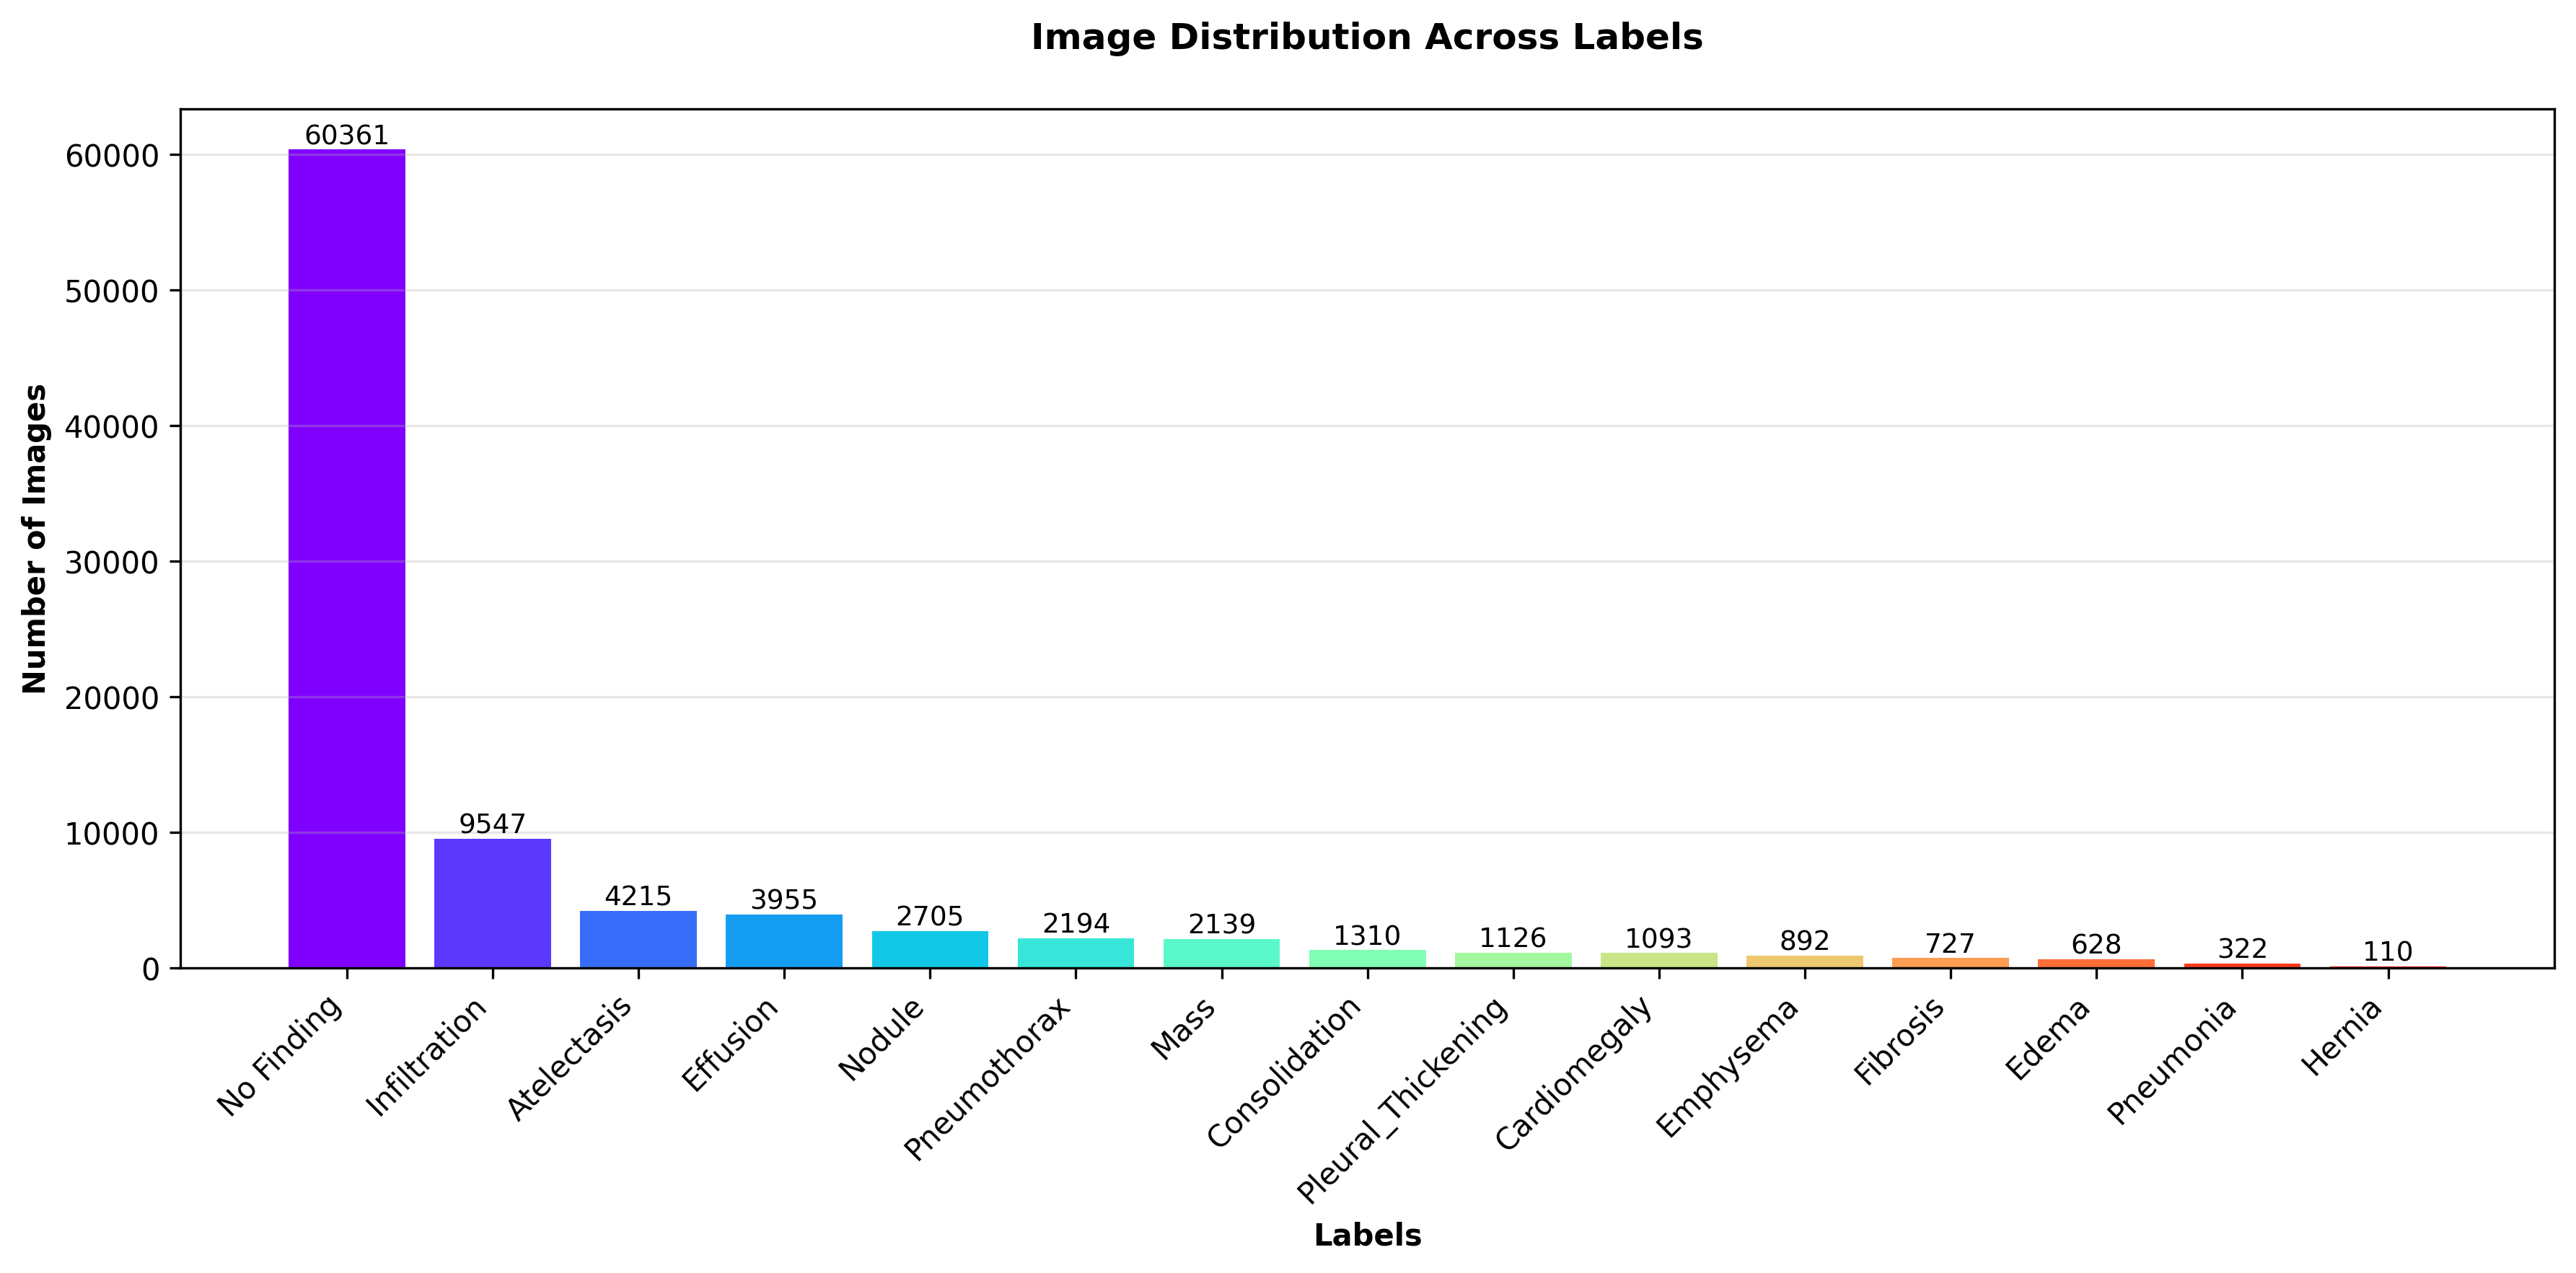 Image Distribution Across Labels
Number of Images
60000
50000
40000
30000
20000
10000
0
60361
9547
4215
3955
2705
2194
2139
1310
1126
1093
892
727
628
322
110
No Finding
Infiltration
Atelectasis
Effusion
Nodule
Pneumothorax
Mass
Consolidation
Pleural_Thickening
Cardiomegaly
Emphysema
Fibrosis
Edema
Pneumonia
Hernia
Labels